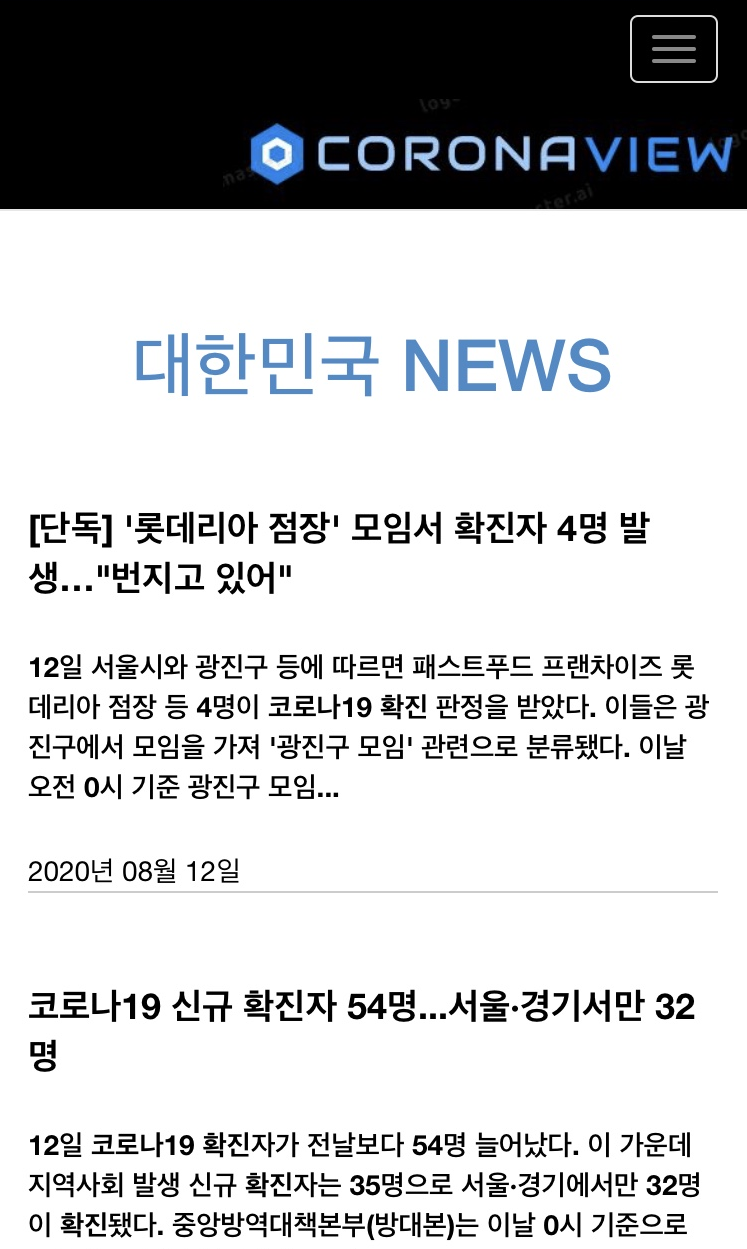 CORONAVIEW
대한민국 NEWS
[단독] '롯데리아 점장' 모임서 확진자 4명 발
생…"번지고 있어"
12일 서울시와 광진구 등에 따르면 패스트푸드 프랜차이즈 롯
데리아 점장 등 4명이 코로나19 확진 판정을 받았다. 이들은 광
진구에서 모임을 가져 '광진구 모임' 관련으로 분류됐다. 이날
오전 0시 기준 광진구 모임...
2020년 08월 12일
코로나19 신규 확진자 54명...서울·경기서만 32
명
12일 코로나19 확진자가 전날보다 54명 늘어났다. 이 가운데
지역사회 발생 신규 확진자는 35명으로 서울·경기에서만 32명
이 확진됐다. 중앙방역대책본부(방대본)는 이날 0시 기준으로